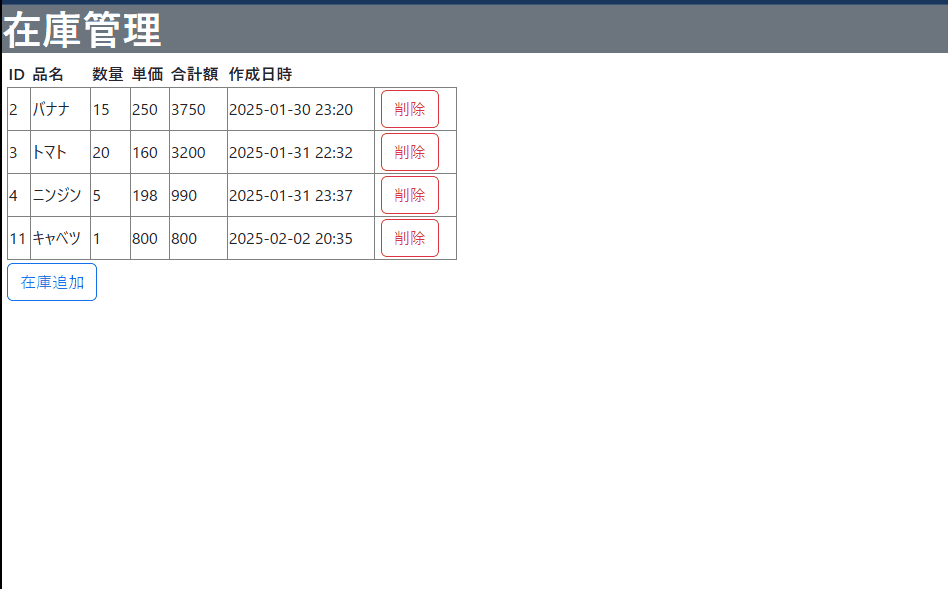 在庫管理
ID 品名 数量 単価 合計額 作成日時
2 バナナ 15 250 3750 2025-01-30 23:20 削除
3 トマト 20 160 3200 2025-01-31 22:32 削除
4 ニンジン 5 198 990 2025-01-31 23:37 削除
11 キャベツ 1 800 800 2025-02-02 20:35 削除
在庫追加